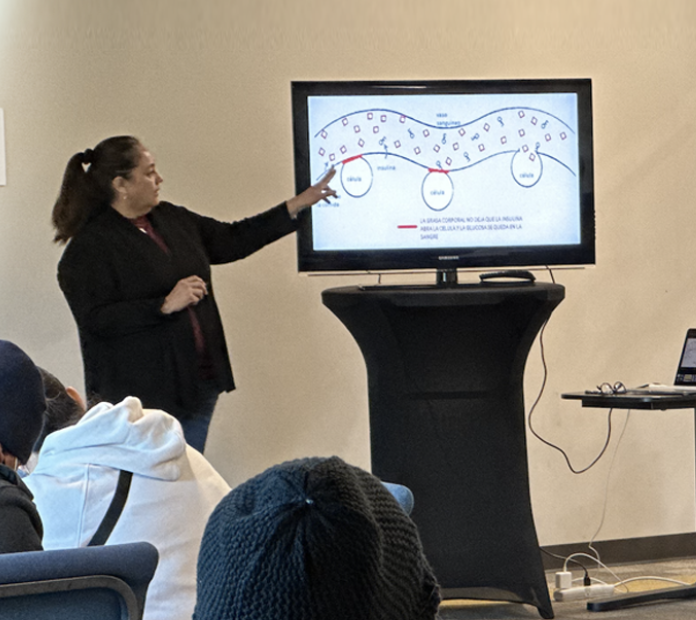 vaso
sanguíneo
insulina
célula
célula
célula
LA GRASA CORPORAL NO DEJA QUE LA INSULINA
ABRA LA CÉLULA Y LA GLUCOSA SE QUEDA EN LA
SANGRE
SAMSUNG